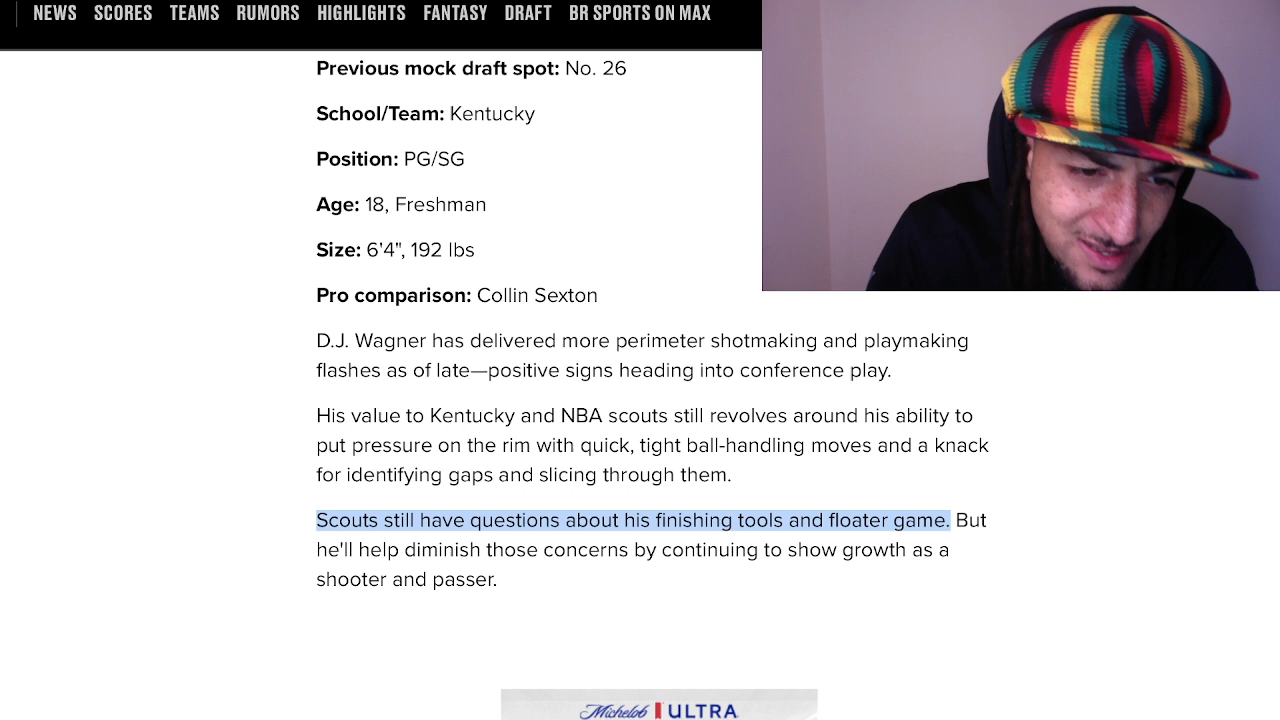 NEWS SCORES TEAMS RUMORS HIGHLIGHTS FANTASY DRAFT BR SPORTS ON MAX
Previous mock draft spot: No. 26
School/Team: Kentucky
Position: PG/SG
Age: 18, Freshman
Size: 6'4", 192 lbs
Pro comparison: Collin Sexton
D.J. Wagner has delivered more perimeter shotmaking and playmaking
flashes as of late—positive signs heading into conference play.
His value to Kentucky and NBA scouts still revolves around his ability to
put pressure on the rim with quick, tight ball-handling moves and a knack
for identifying gaps and slicing through them.
Scouts still have questions about his finishing tools and floater game. But
he'll help diminish those concerns by continuing to show growth as a
shooter and passer.
Michelob ULTRA